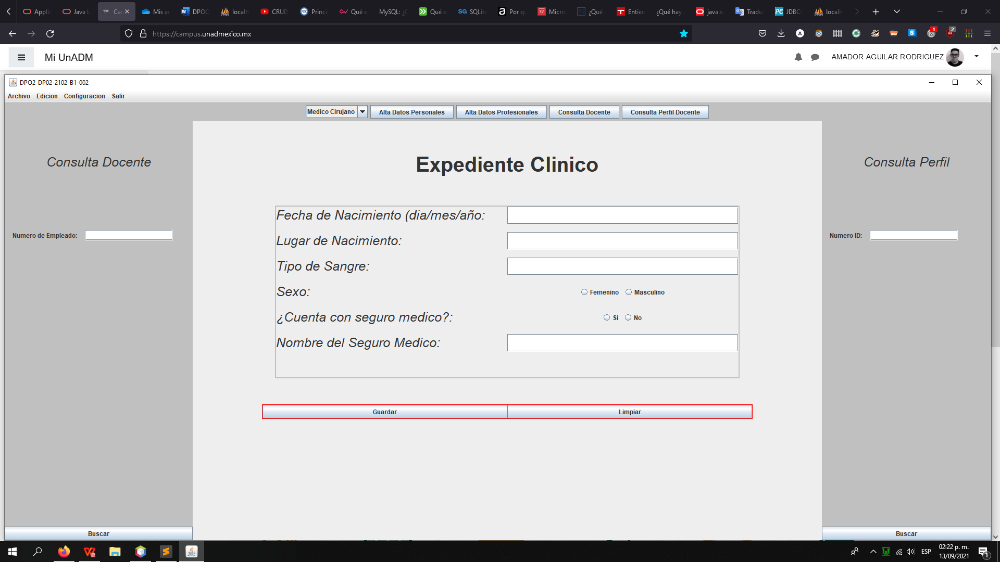 Applic
Java L
Car
Mis ar
DPOO
localh
CRUD
Princi
Qué e
MySQL: ¿C
Qué e
SQLite
Por qu
Micro
¿Qué
Entien
¿Qué hay
java.s
Tradu
JDBC:
localh
https://campus.unadmexico.mx
Mi UnADM
AMADOR AGUILAR RODRIGUEZ
DPO2-DP02-2102-B1-002
Archivo Edicion Configuracion Salir
Medico Cirujano Alta Datos Personales Alta Datos Profesionales Consulta Docente Consulta Perfil Docente
Consulta Docente
Numero de Empleado:
Buscar
Expediente Clinico
Fecha de Nacimiento (dia/mes/año:
Lugar de Nacimiento:
Tipo de Sangre:
Sexo: Femenino Masculino
¿Cuenta con seguro medico?: Si No
Nombre del Seguro Medico:
Guardar Limpiar
Consulta Perfil
Numero ID:
Buscar
ESP
02:22 p. m.
13/09/2021
1